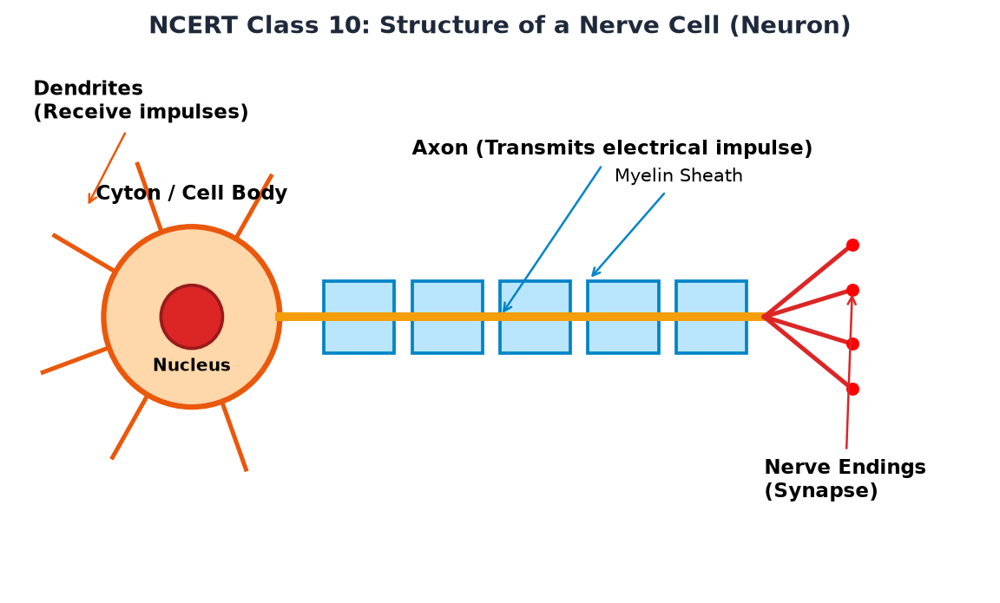 NCERT Class 10: Structure of a Nerve Cell (Neuron)
Dendrites
(Receive impulses)
Axon (Transmits electrical impulse)
Myelin Sheath
Cyton / Cell Body
Nucleus
Nerve Endings
(Synapse)